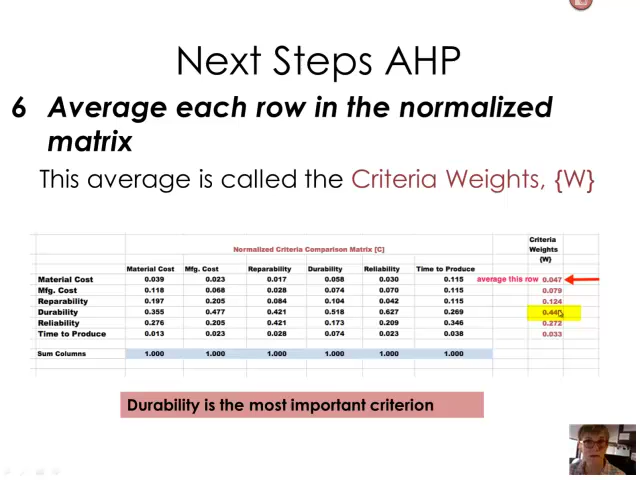 Next Steps AHP
6 Average each row in the normalized
matrix
This average is called the Criteria Weights, {W}
Criteria
Weights
{W}
Normalized Criteria Comparison Matrix [C]
Material Cost Mfg. Cost Reparability Durability Reliability Time to Produce
Material Cost 0.039 0.023 0.017 0.058 0.030 0.115 average this row 0.047
Mfg. Cost 0.118 0.068 0.028 0.074 0.070 0.115 0.079
Reparability 0.197 0.205 0.084 0.104 0.042 0.115 0.124
Durability 0.355 0.477 0.421 0.518 0.627 0.269
Reliability 0.276 0.205 0.421 0.173 0.209 0.346 0.272
Time to Produce 0.013 0.023 0.028 0.074 0.023 0.038 0.033
Sum Columns 1.000 1.000 1.000 1.000 1.000 1.000
Durability is the most important criterion